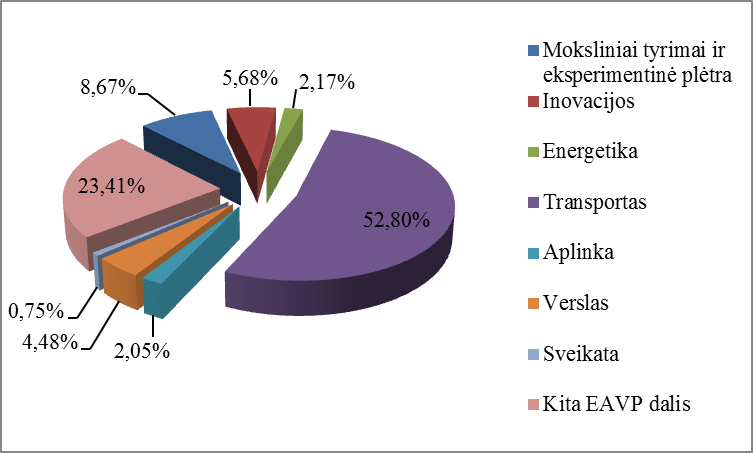 8,67%
5,68%
2,17%
23,41%
52,80%
0,75%
4,48%
2,05%
Moksliniai tyrimai ir
eksperimentinė plėtra
Inovacijos
Energetika
Transportas
Aplinka
Verslas
Sveikata
Kita EAVP dalis